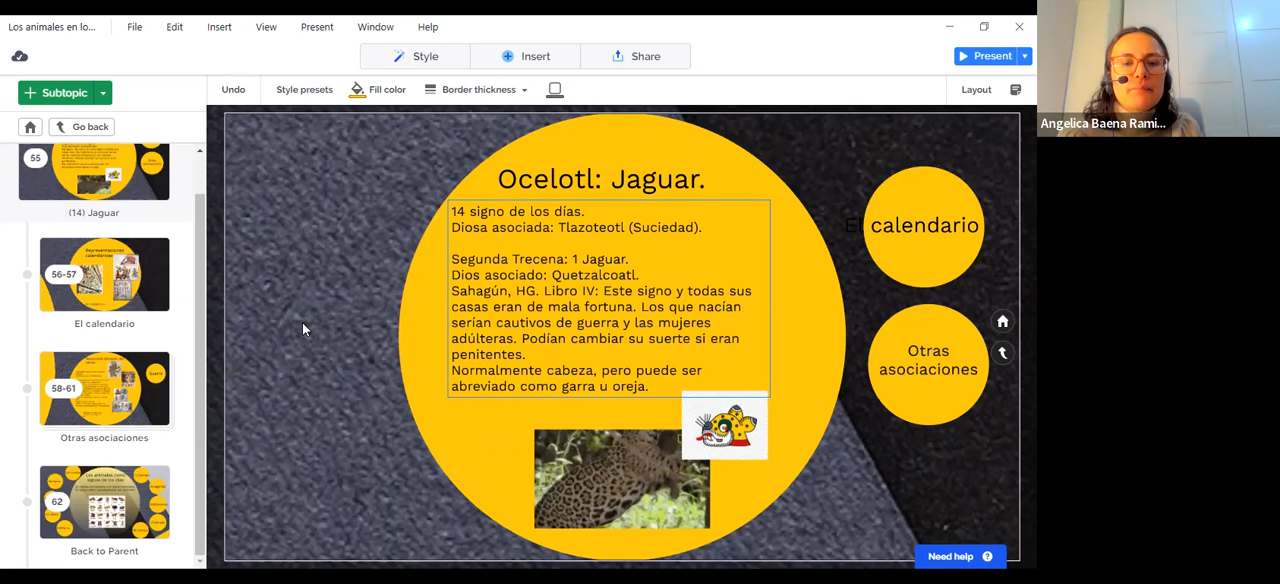 Los animales en lo...
File
Edit
Insert
View
Present
Window
Help
Style
Insert
Share
Present
Subtopic
Undo
Style presets
Fill color
Border thickness
Layout
Go back
55
(14) Jaguar
56-57
El calendario
58-61
Otras asociaciones
62
Back to Parent
Ocelotl: Jaguar.
14 signo de los días.
Diosa asociada: Tlazoteotl (Suciedad).
Segunda Trecena: 1 Jaguar.
Dios asociado: Quetzalcoatl.
Sahagún, HG. Libro IV: Este signo y todas sus
casas eran de mala fortuna. Los que nacían
serían cautivos de guerra y las mujeres
adúlteras. Podían cambiar su suerte si eran
penitentes.
Normalmente cabeza, pero puede ser
abreviado como garra u oreja.
El calendario
Otras
asociaciones
Need help ?
Angelica Baena Rami...